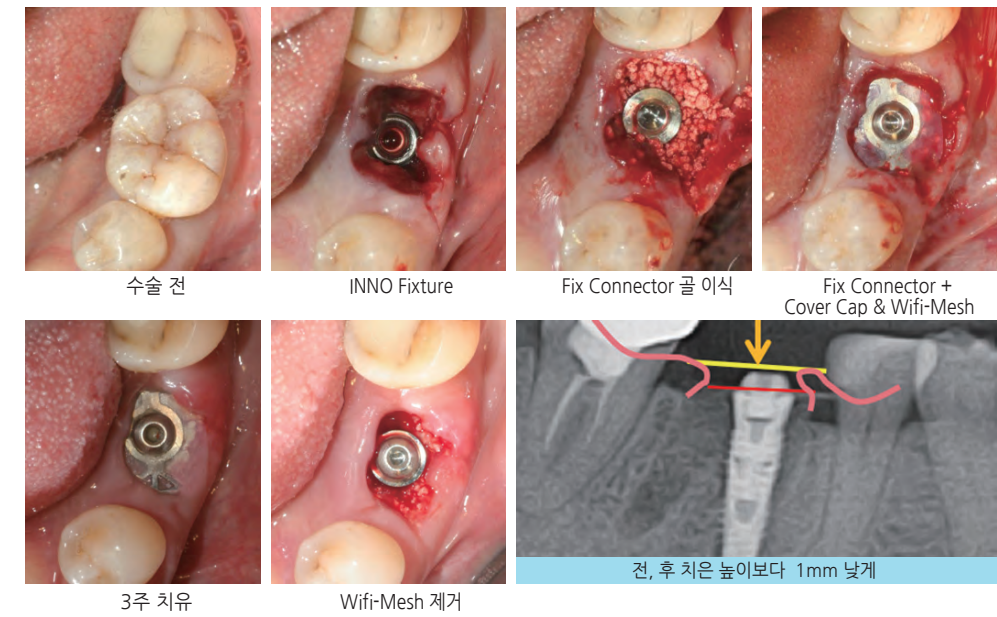 수술 전
INNO Fixture
Fix Connector 골 이식
Fix Connector +
Cover Cap & Wifi-Mesh
전, 후 치은 높이보다 1mm 낮게
3주 치유
Wifi-Mesh 제거